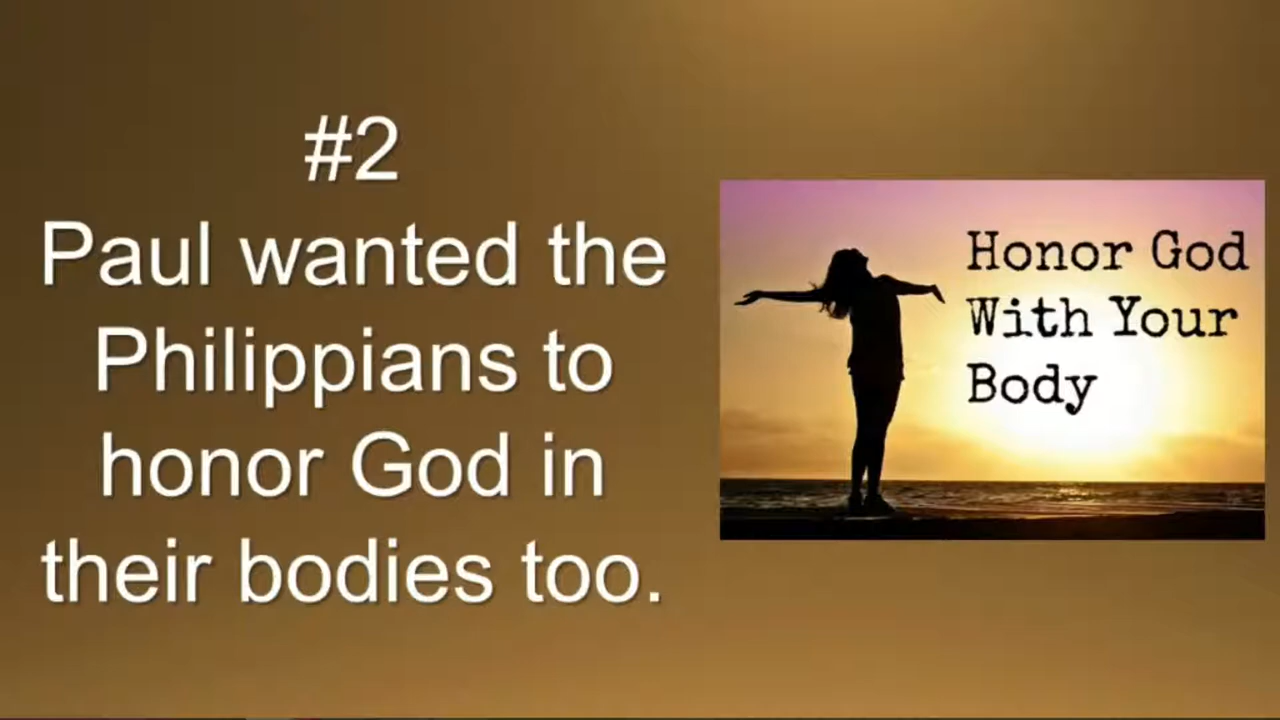 #2
Paul wanted the
Philippians to
honor God in
their bodies too.
Honor God
With Your
Body